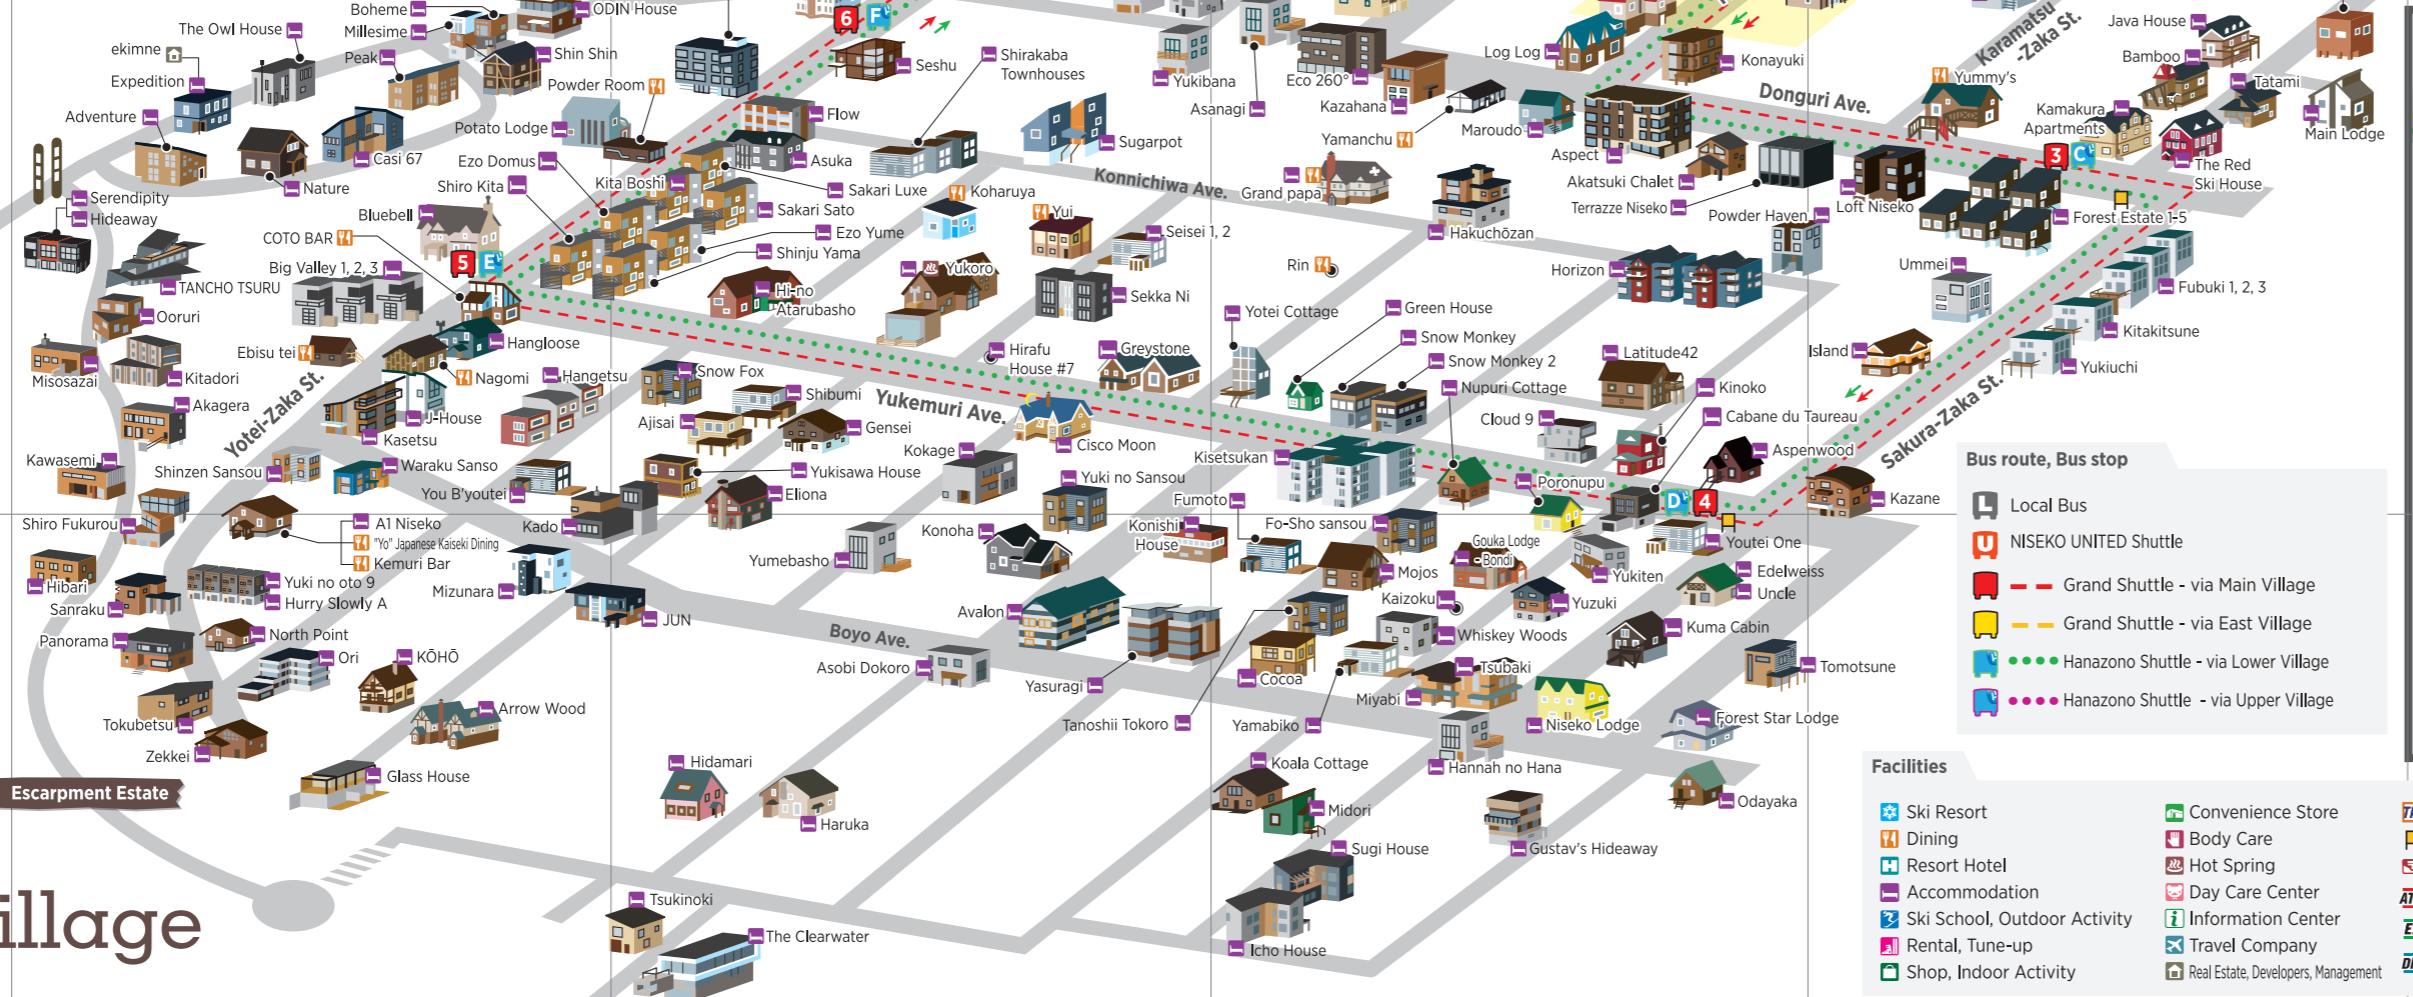 Boheme
Millesime
ODIN House
The Owl House
ekimne
Expedition
Peak
Shin Shin
Adventure
Nature
Casi 67
Powder Room
Potato Lodge
Ezo Domus
Shiro Kita
Kita Boshi
6
F
Seshu
Flow
Asuka
Shirakaba
Townhouses
Sakari Luxe
Sakari Sato
Ezo Yume
Shinju Yama
Koharuya
Sugarpot
Yui
Seisei 1, 2
Yukoro
Sekka Ni
Hi-no
Atarubasho
Konnichiwa Ave.
Yukibana
Asanagi
Eco 260°
Kazahana
Yamanchu
Grand papa
Hakuchōzan
Rin
Log Log
Maroudo
Konayuki
Aspect
Akatsuki Chalet
Terrazze Niseko
Powder Haven
Loft Niseko
Donguri Ave.
Karamatsu
-Zaka St.
Yummy's
Java House
Bamboo
Tatami
Kamakura
Apartments
Main Lodge
The Red
Ski House
3
C
Forest Estate 1-5
Ummei
Fubuki 1, 2, 3
Kitakitsune
Yukiuchi
Island
Horizon
Serendipity
Hideaway
TANCHO TSURU
Bluebell
COTO BAR
Big Valley 1, 2, 3
5
E
Ooruri
Misosazai
Kitadori
Akagera
Ebisu tei
Hangloose
Nagomi
Hangetsu
J-House
Kasetsu
Yotei-Zaka St.
Snow Fox
Ajisai
Shibumi
Gensei
Yukisawa House
Yukemuri Ave.
Hirafu
House #7
Greystone
Cisco Moon
Kokage
Yotei Cottage
Green House
Snow Monkey
Snow Monkey 2
Nupuri Cottage
Latitude42
Kinoko
Cabane du Taureau
Cloud 9
Aspenwood
Kisetsukan
Poronupu
Sakura-Zaka St.
Kazane
D
4
Youtei One
Kawasemi
Shinzen Sansou
Waraku Sanso
You B'youtei
Kado
Eliona
Shiro Fukurou
A1 Niseko
"Yo" Japanese Kaiseki Dining
Kemuri Bar
Hibari
Sanraku
Yuki no oto 9
Hurry Slowly A
Mizunara
JUN
Yumebasho
Konoha
Yuki no Sansou
Konishi
House
Fumoto
Fo-Sho sansou
Mojos
Gouka Lodge
- Bondi
Yukiten
Edelweiss
Uncle
Kaizoku
Yuzuki
Whiskey Woods
Kuma Cabin
Tomotsune
Panorama
North Point
Ori
KŌHŌ
Arrow Wood
Tokubetsu
Zekkei
Glass House
Boyo Ave.
Avalon
Asobi Dokoro
Yasuragi
Tanoshii Tokoro
Cocoa
Yamabiko
Miyabi
Tsubaki
Niseko Lodge
Forest Star Lodge
Hannah no Hana
Odayaka
Escarpment Estate
Hidamari
Haruka
Koala Cottage
Midori
Sugi House
Gustav's Hideaway
Icho House
Tsukinoki
The Clearwater
illage
Bus route, Bus stop
L Local Bus
U NISEKO UNITED Shuttle
Grand Shuttle - via Main Village
Grand Shuttle - via East Village
Hanazono Shuttle - via Lower Village
Hanazono Shuttle - via Upper Village
Facilities
Ski Resort
Dining
H Resort Hotel
Accommodation
Ski School, Outdoor Activity
Rental, Tune-up
Shop, Indoor Activity
Convenience Store
Body Care
Hot Spring
Day Care Center
i Information Center
Travel Company
Real Estate, Developers, Management